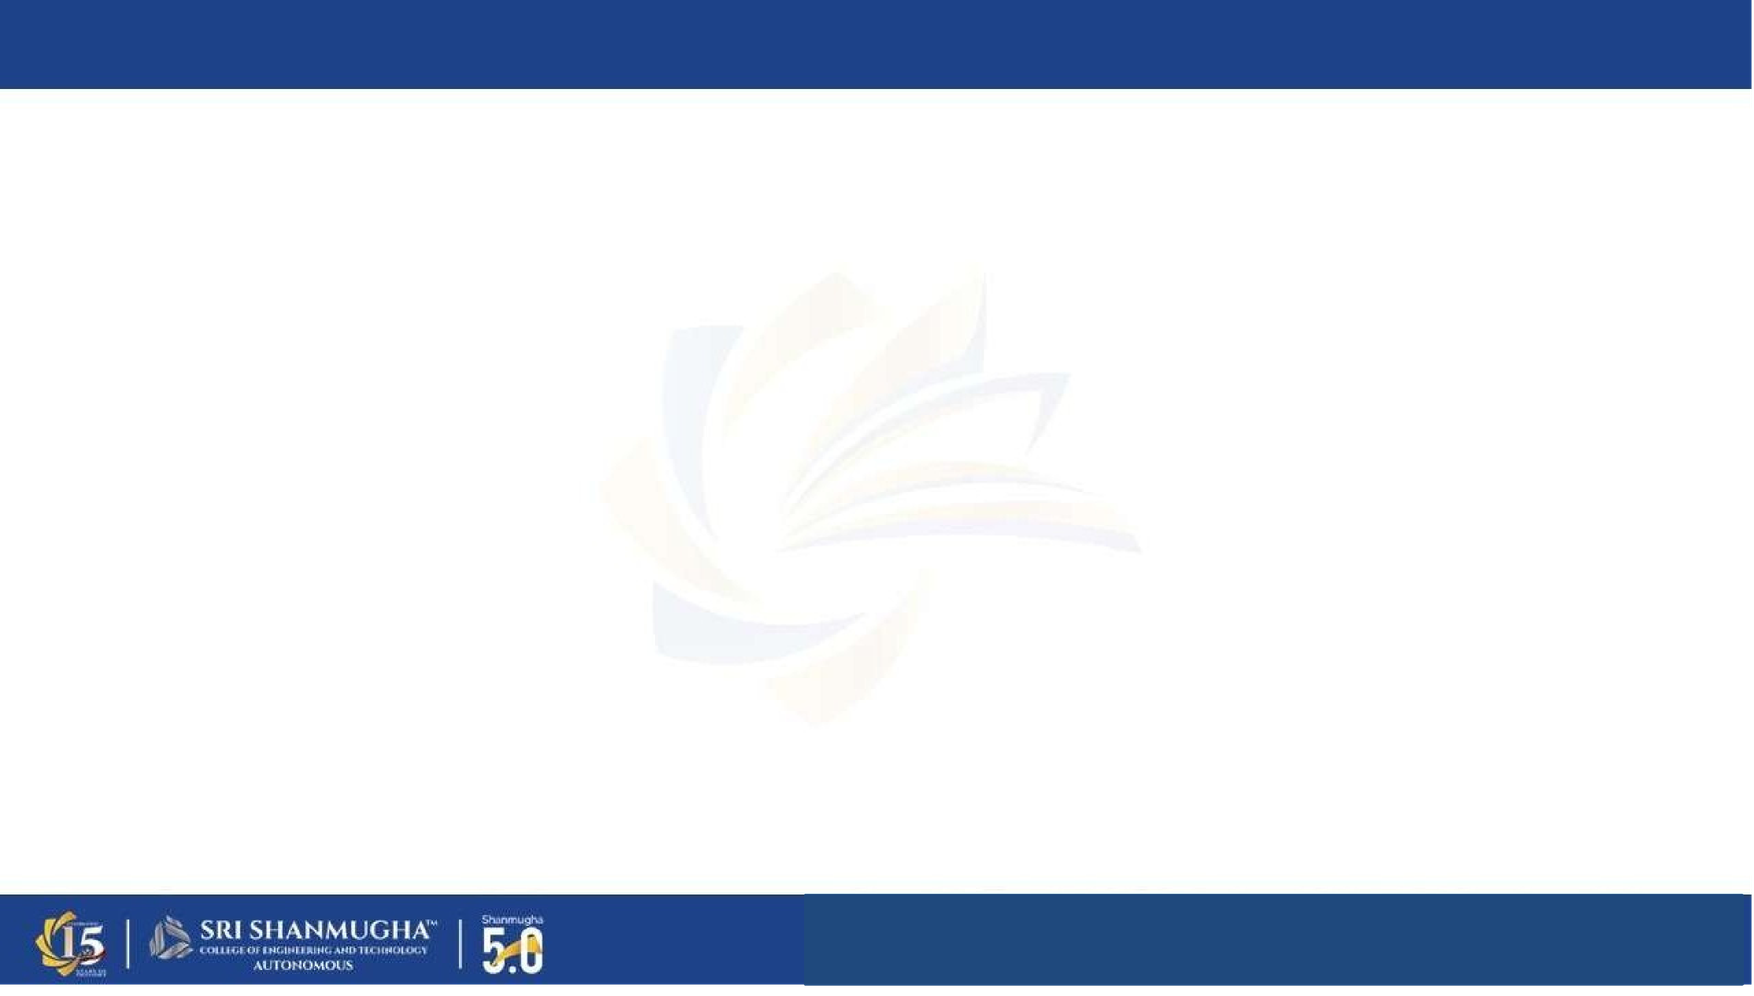 15
SRI SHANMUGHA™
COLLEGE OF ENGINEERING AND TECHNOLOGY
AUTONOMOUS
Shanmugha
5.0